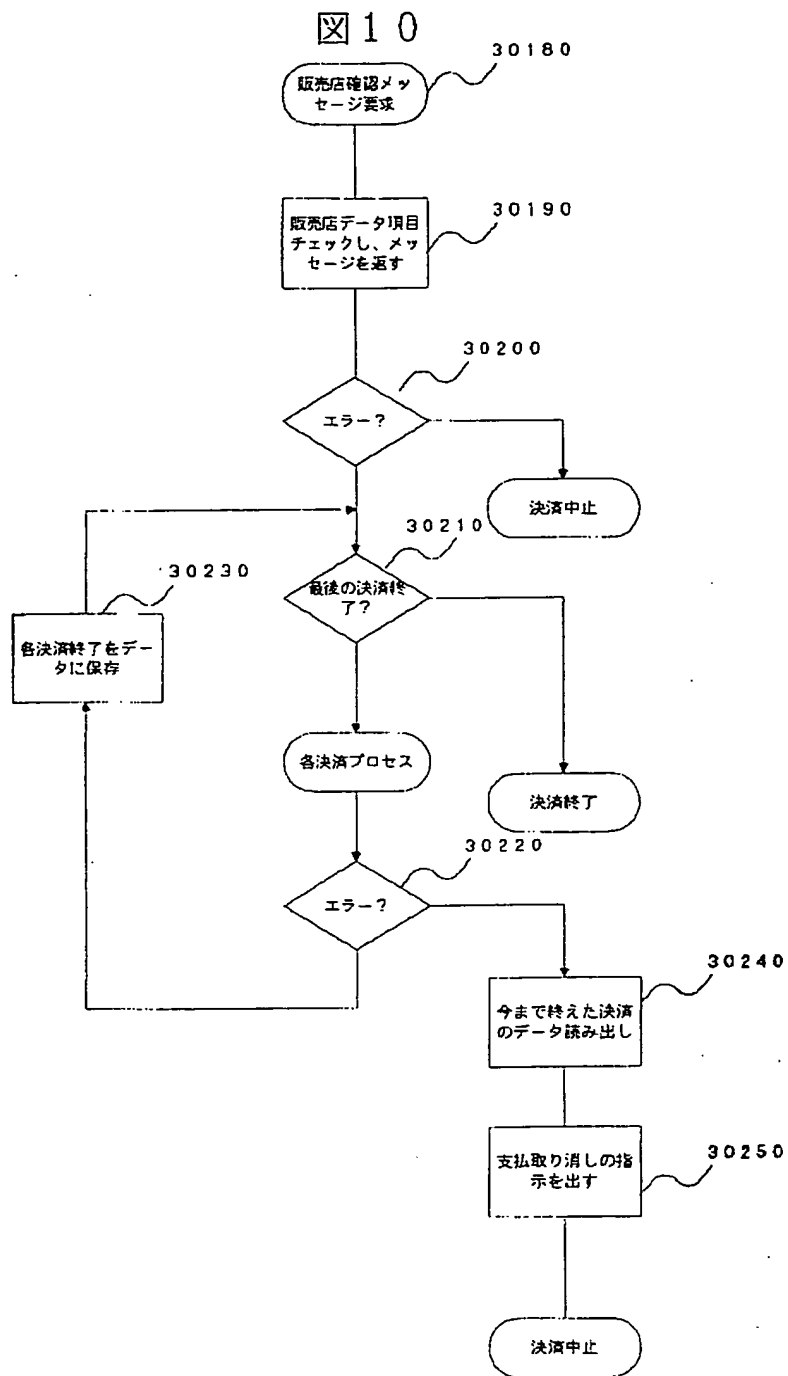 図10
30180
販売店確認メッ
セージ要求
30190
販売店データ項目
チェックし、メッ
セージを返す
30200
エラー?
決済中止
30210
最後の決済終
了?
30230
各決済終了をデー
タに保存
各決済プロセス
決済終了
30220
エラー?
30240
今まで終えた決済
のデータ読み出し
30250
支払取り消しの指
示を出す
決済中止